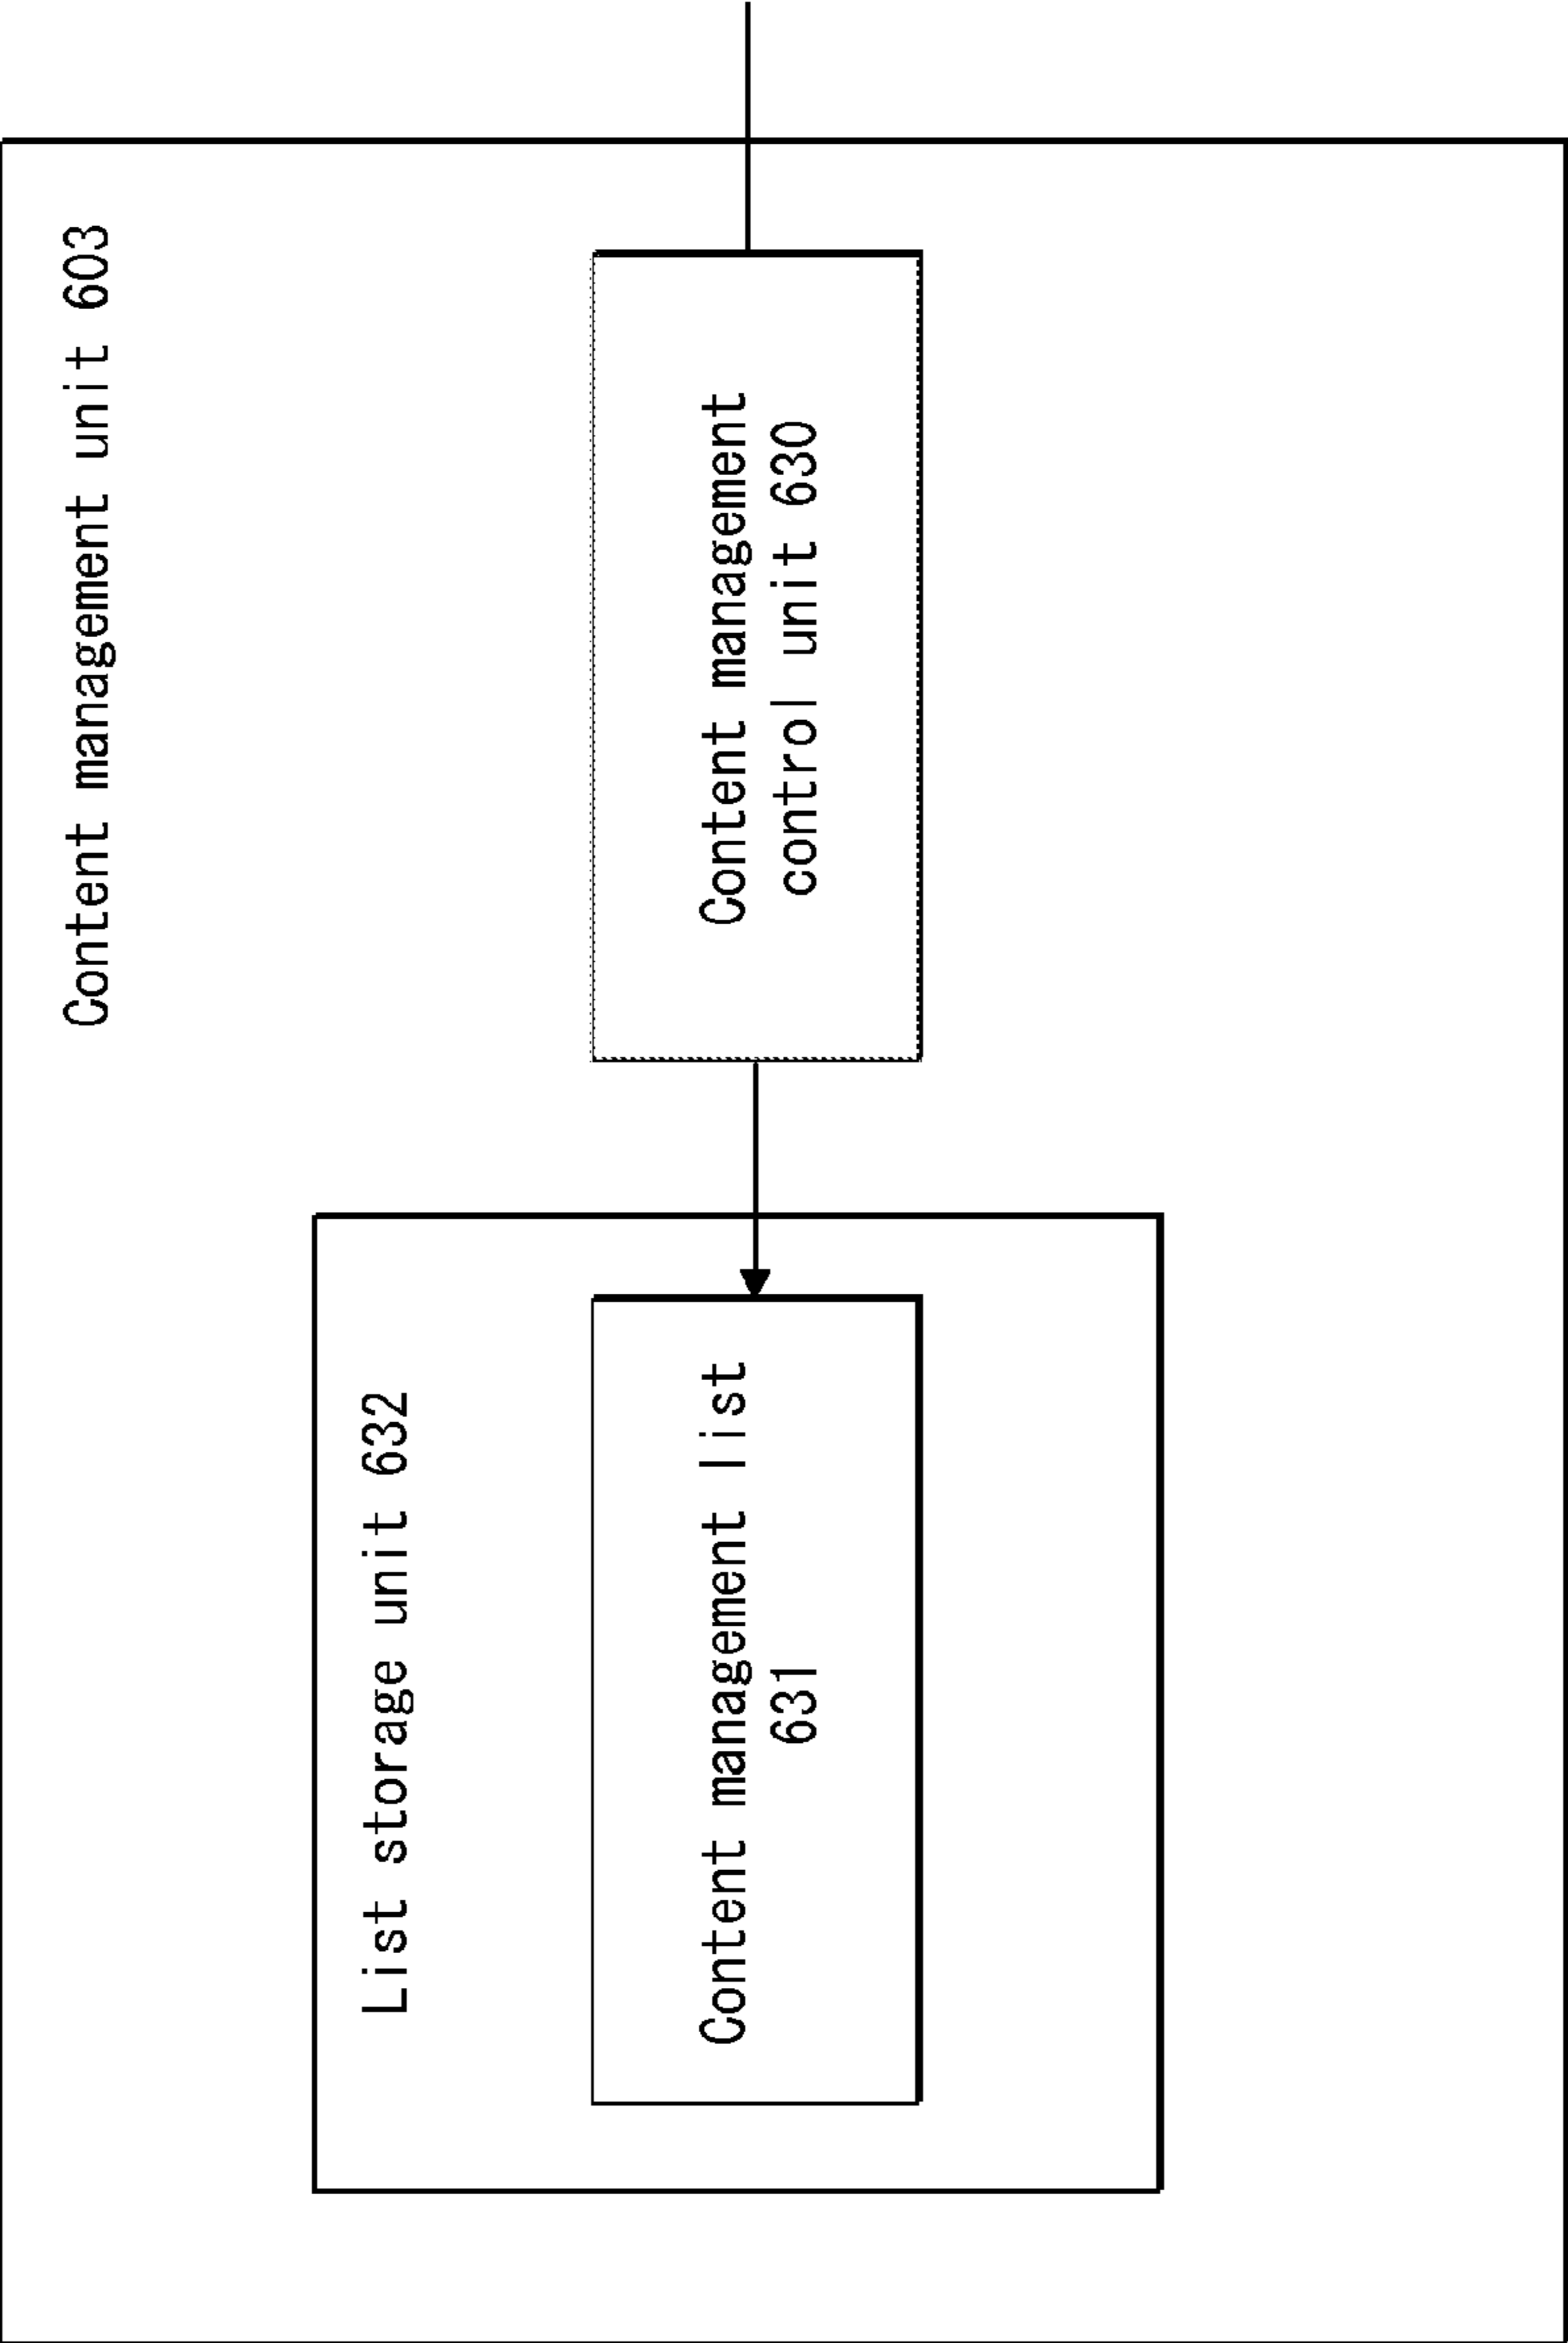 Content management unit 603
List storage unit 632
Content management list
631
Content management
control unit 630